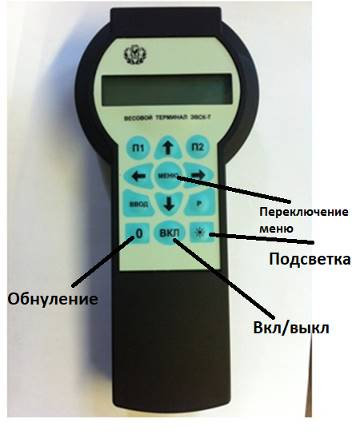 ВЕСОВОЙ ТЕРМИНАЛ ЭВСК-Т
П1 П2
МЕНЮ
ВВОД Р
0 ВКЛ
Переключение
меню
Подсветка
Обнуление
Вкл/выкл